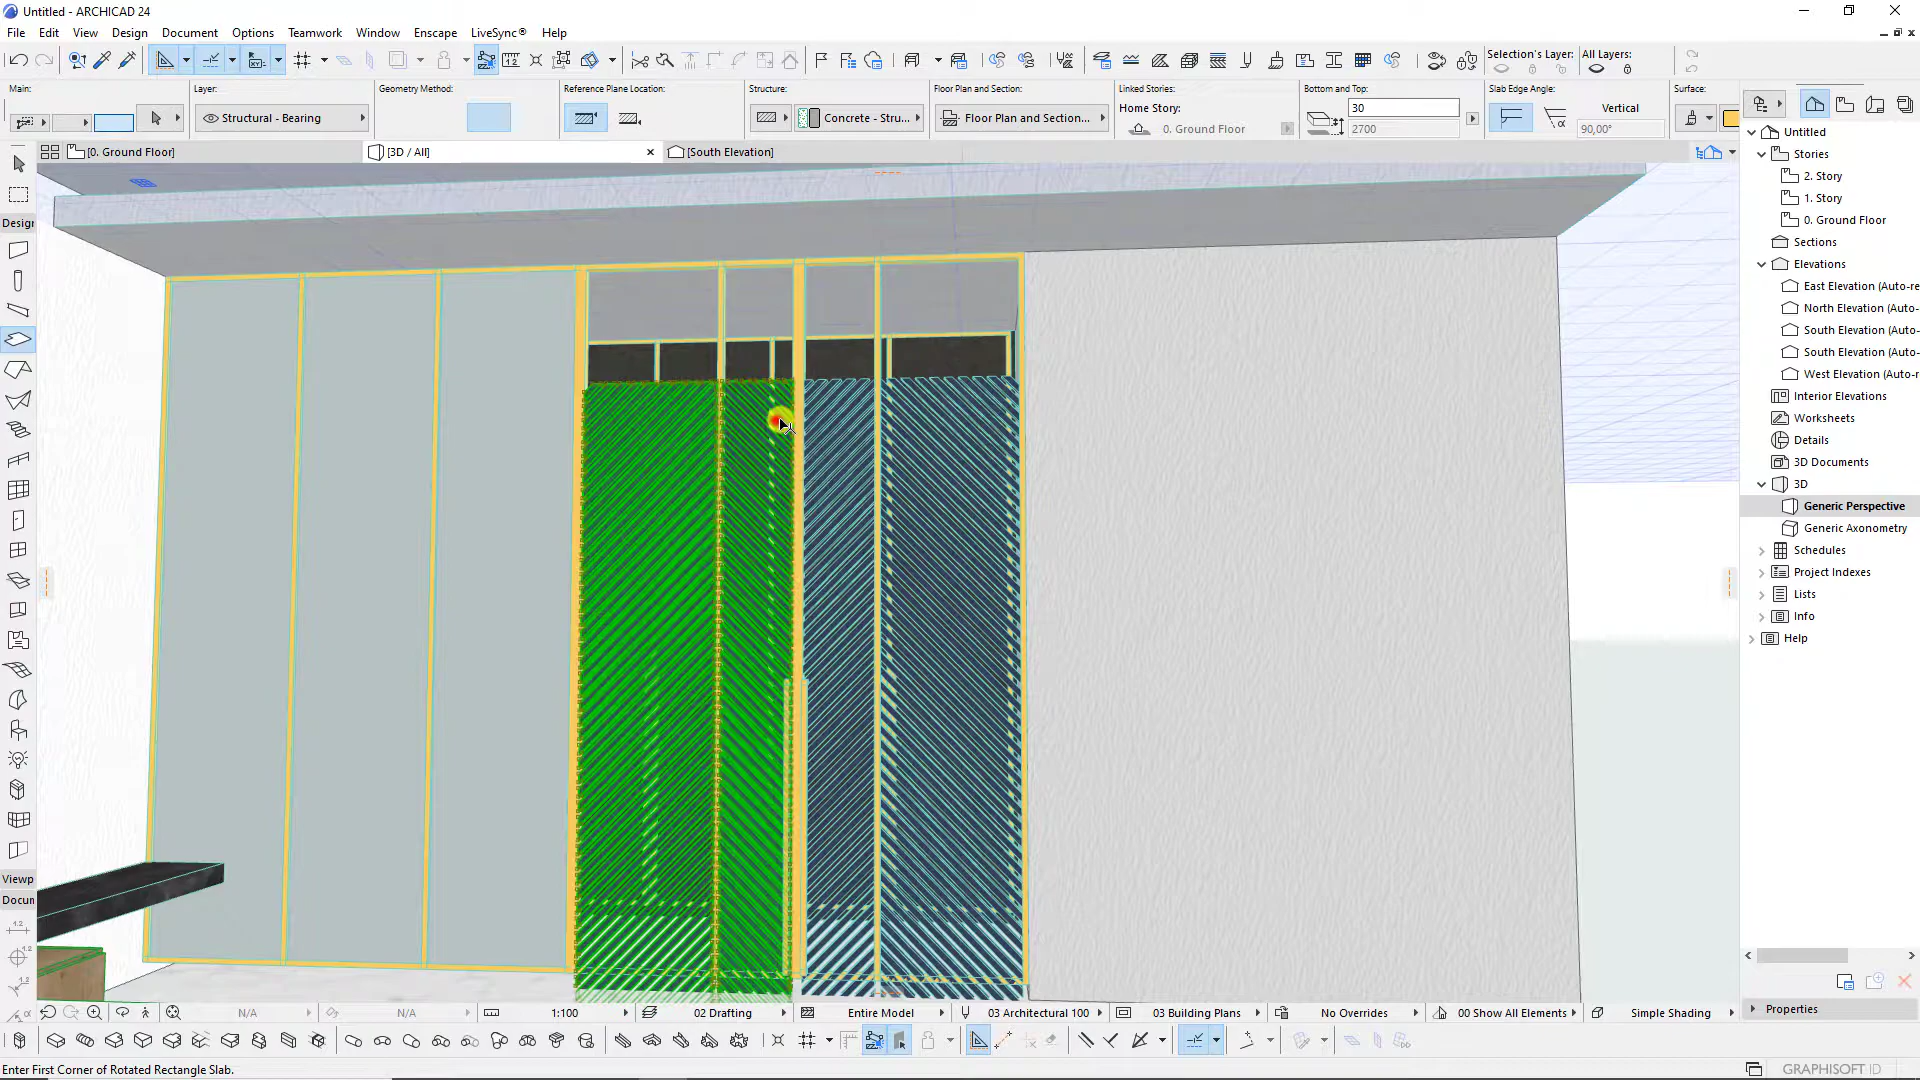 Untitled - ARCHICAD 24
File Edit View Design Document Options Teamwork Window Enscape LiveSync® Help
Selection's Layer: All Layers:
Main: Layer: Geometry Method: Reference Plane Location: Structure: Floor Plan and Section: Linked Stories: Bottom and Top: Slab Edge Angle: Surface:
Home Story: 30 Vertical
Structural - Bearing Concrete - Stru... Floor Plan and Section... 0. Ground Floor 2700 90,00°
[0. Ground Floor] [3D / All] [South Elevation]
Untitled
Stories
2. Story
1. Story
0. Ground Floor
Sections
Elevations
East Elevation (Auto-re
North Elevation (Auto-
South Elevation (Auto-
South Elevation (Auto-
West Elevation (Auto-r
Interior Elevations
Worksheets
Details
3D Documents
3D
Generic Perspective
Generic Axonometry
Schedules
Project Indexes
Lists
Info
Help
Properties
Desigr
Viewp
Docun
N/A N/A 1:100 02 Drafting Entire Model 03 Architectural 100 03 Building Plans No Overrides 00 Show All Elements Simple Shading
Enter First Corner of Rotated Rectangle Slab.
GRAPHISOFT ID